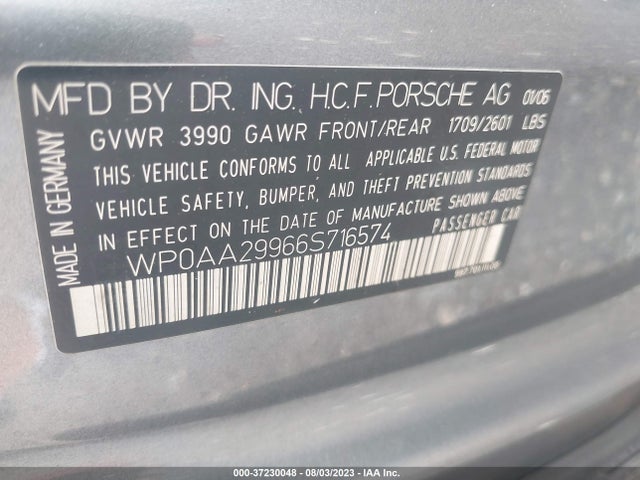 MFD BY DR. ING. H.C.F. PORSCHE AG 01/06
GVWR 3990 GAWR FRONT/REAR 1709/2601 LBS
THIS VEHICLE CONFORMS TO ALL APPLICABLE U.S. FEDERAL MOTOR
VEHICLE SAFETY, BUMPER, AND THEFT PREVENTION STANDARDS
IN EFFECT ON THE DATE OF MANUFACTURE SHOWN ABOVE
WP0AA29966S716574 PASSENGER CAR
MADE IN GERMANY
000-37230048 - 08/03/2023 - IAA Inc.